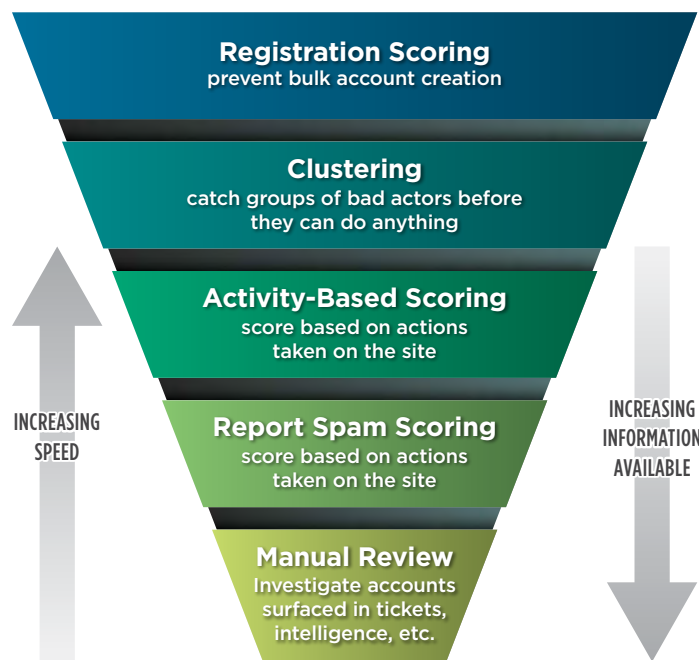 Registration Scoring
prevent bulk account creation
Clustering
catch groups of bad actors before
they can do anything
Activity-Based Scoring
score based on actions
taken on the site
INCREASING
SPEED
Report Spam Scoring
score based on actions
taken on the site
INCREASING
INFORMATION
AVAILABLE
Manual Review
Investigate accounts
surfaced in tickets,
intelligence, etc.